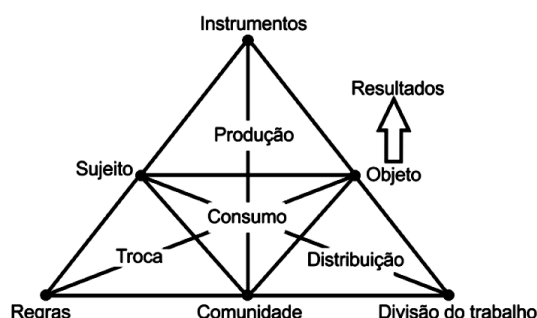 Instrumentos
Resultados
Produção
Sujeito
Objeto
Consumo
Troca
Distribuição
Regras
Comunidade
Divisão do trabalho